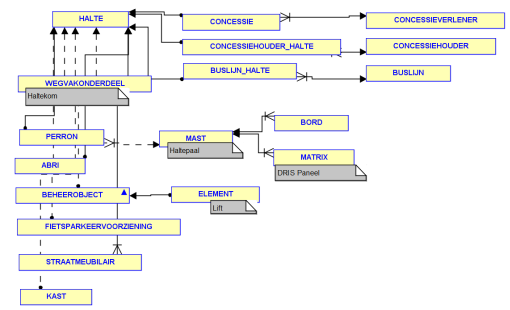 HALTE
CONCESSIE
CONCESSIEVERLENER
CONCESSIEHOUDER_HALTE
CONCESSIEHOUDER
BUSLIJN_HALTE
BUSLIJN
WEGVAKONDERDEEL
Haltekom
BORD
PERRON
MAST
Haltepaal
MATRIX
DRIS Paneel
ABRI
BEHEEROBJECT
ELEMENT
Lift
FIETSPARKEERVOORZIENING
STRAATMEUBILAIR
KAST